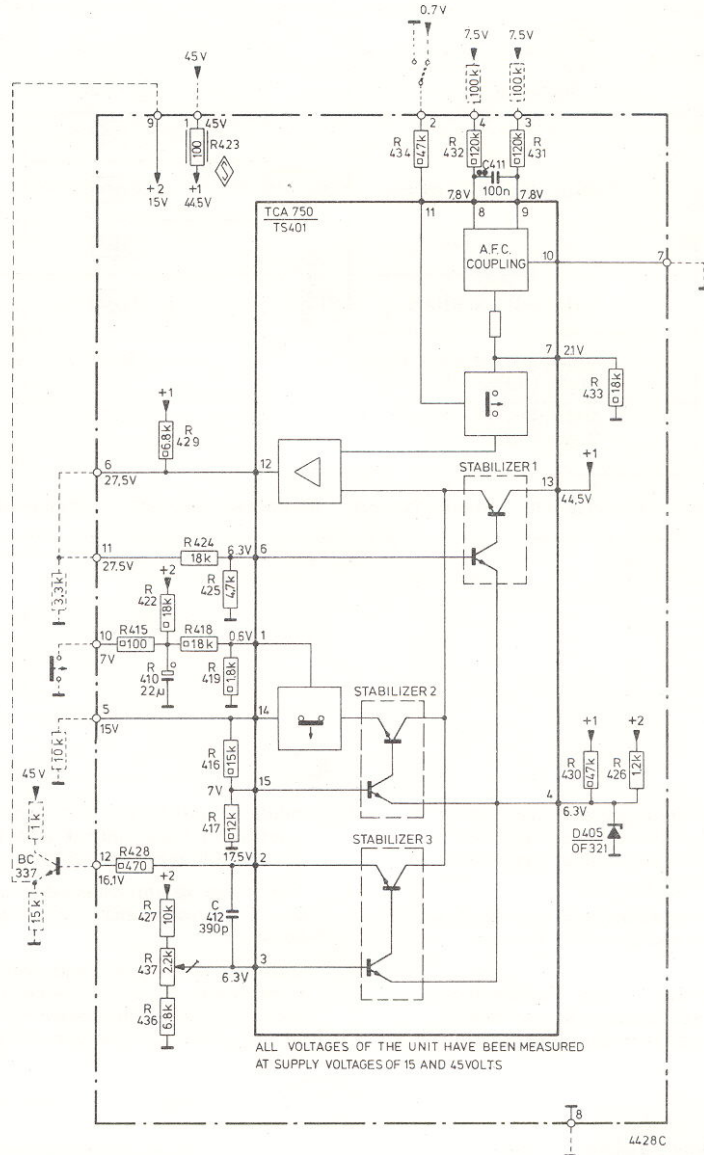 0.7V
7.5V 7.5V
45V
100k 100k
9 1 45V 2 4 3
100 R423
R 434 47k
R 432 120k
120k R 431
C411
100n
+2 15V
+1 44.5V
7,8V 7.8V
TCA 750
TS401
11 8 9
A.F.C.
COUPLING
10 7
7 2.1V
R 433 18k
+1
6.8k R 429
6 27,5V 12
STABILIZER 1
13 44,5V +1
11 27.5V R424 18k 6.3V 6
3.3k
R 425 4.7k
+2
R 422 18k
10 7V R415 100 R418 18k 0.6V 1
R 410 22µ
R 419 1.8k
5 15V 14
STABILIZER 2
10k
R 416 15k
7V 15
R 417 12k
+1 +2
R 430 47k
R 426 1,2k
4 6.3V
D405
OF321
45V
1k
BC 337
12 16,1V R428 470 17,5V 2
STABILIZER 3
15k
+2
R 427 10k
C 412 390p
R 437 2.2k
6.3V 3
R 436 6.8k
ALL VOLTAGES OF THE UNIT HAVE BEEN MEASURED
AT SUPPLY VOLTAGES OF 15 AND 45VOLTS
8
4428C